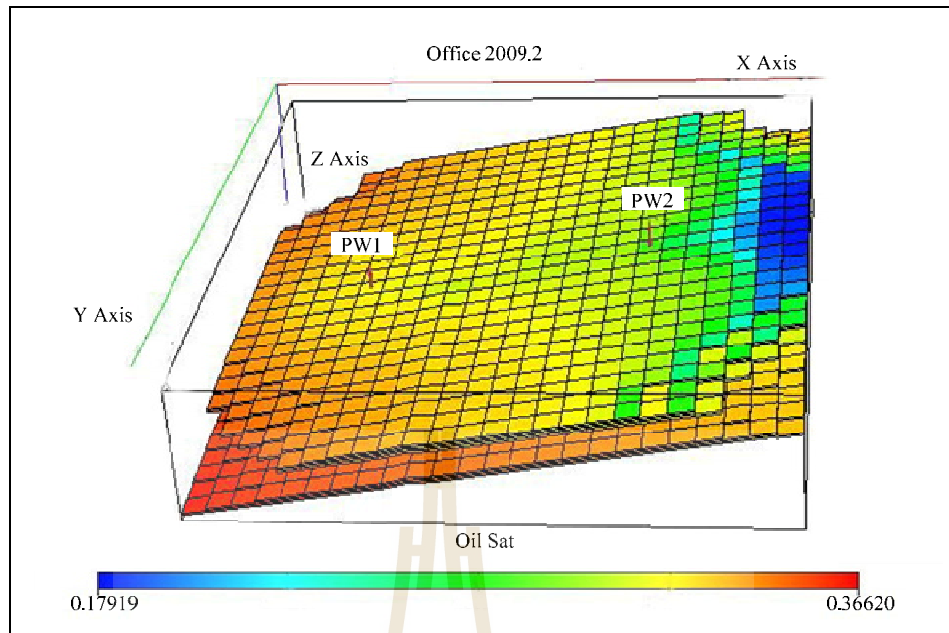 Office 2009.2
X Axis
Z Axis
PW2
PW1
Y Axis
Oil Sat
0.17919
0.36620